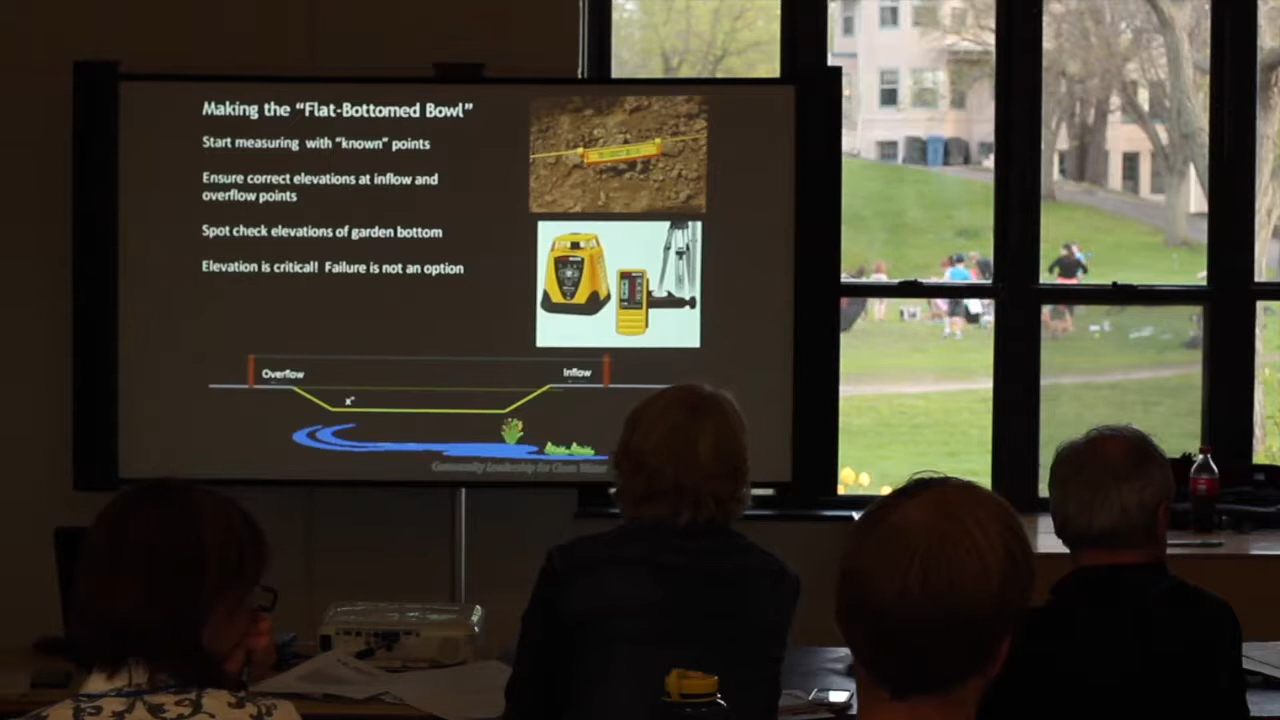 Making the “Flat-Bottomed Bowl”
Start measuring with “known” points
Ensure correct elevations at inflow and
overflow points
Spot check elevations of garden bottom
Elevation is critical! Failure is not an option
Overflow
Inflow
x"
Community Leadership for Clean Water